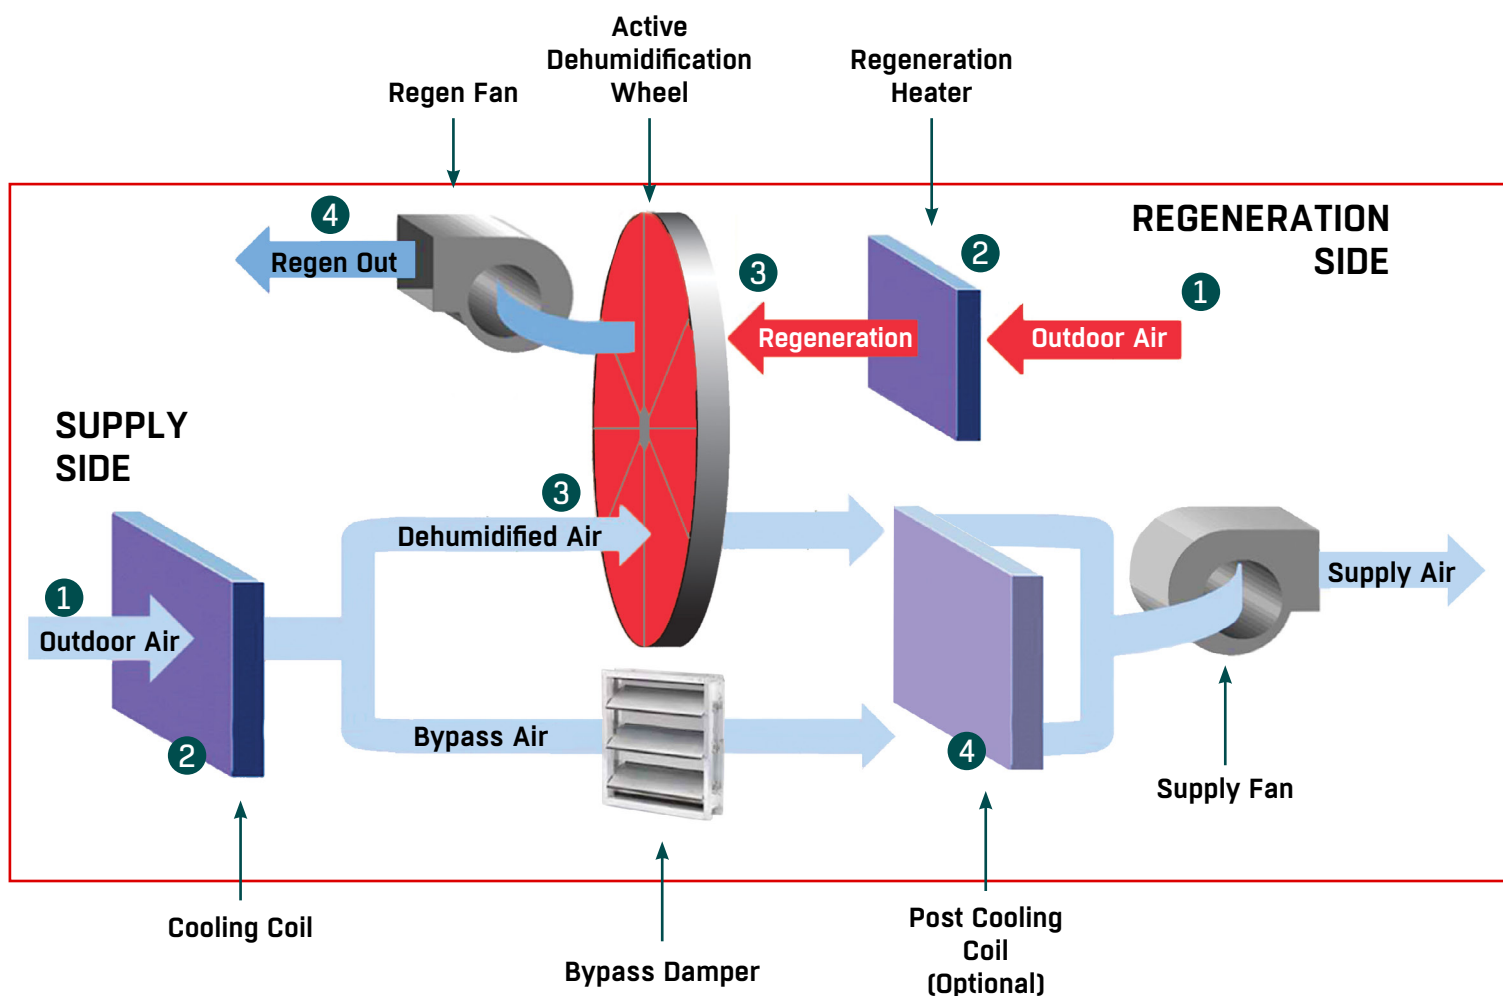 Active
Dehumidification
Wheel
Regeneration
Heater
Regen Fan
REGENERATION
SIDE
4
Regen Out
3
2
1
Regeneration
Outdoor Air
SUPPLY
SIDE
3
Dehumidified Air
1
Outdoor Air
2
Bypass Air
4
Supply Air
Supply Fan
Cooling Coil
Bypass Damper
Post Cooling
Coil
(Optional)